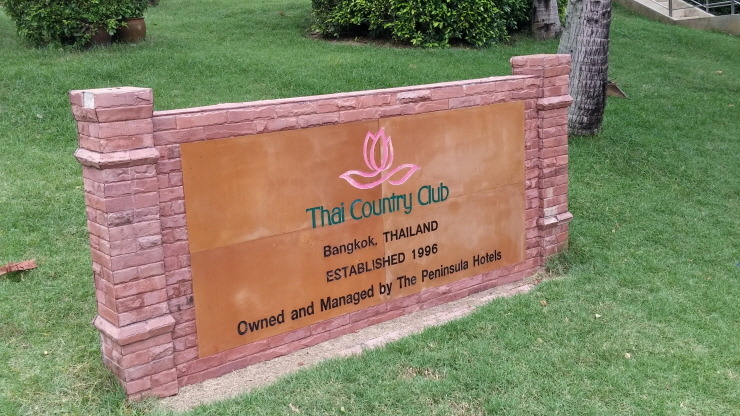 Thai Country Club
Bangkok, THAILAND
ESTABLISHED 1996
Owned and Managed by The Peninsula Hotels